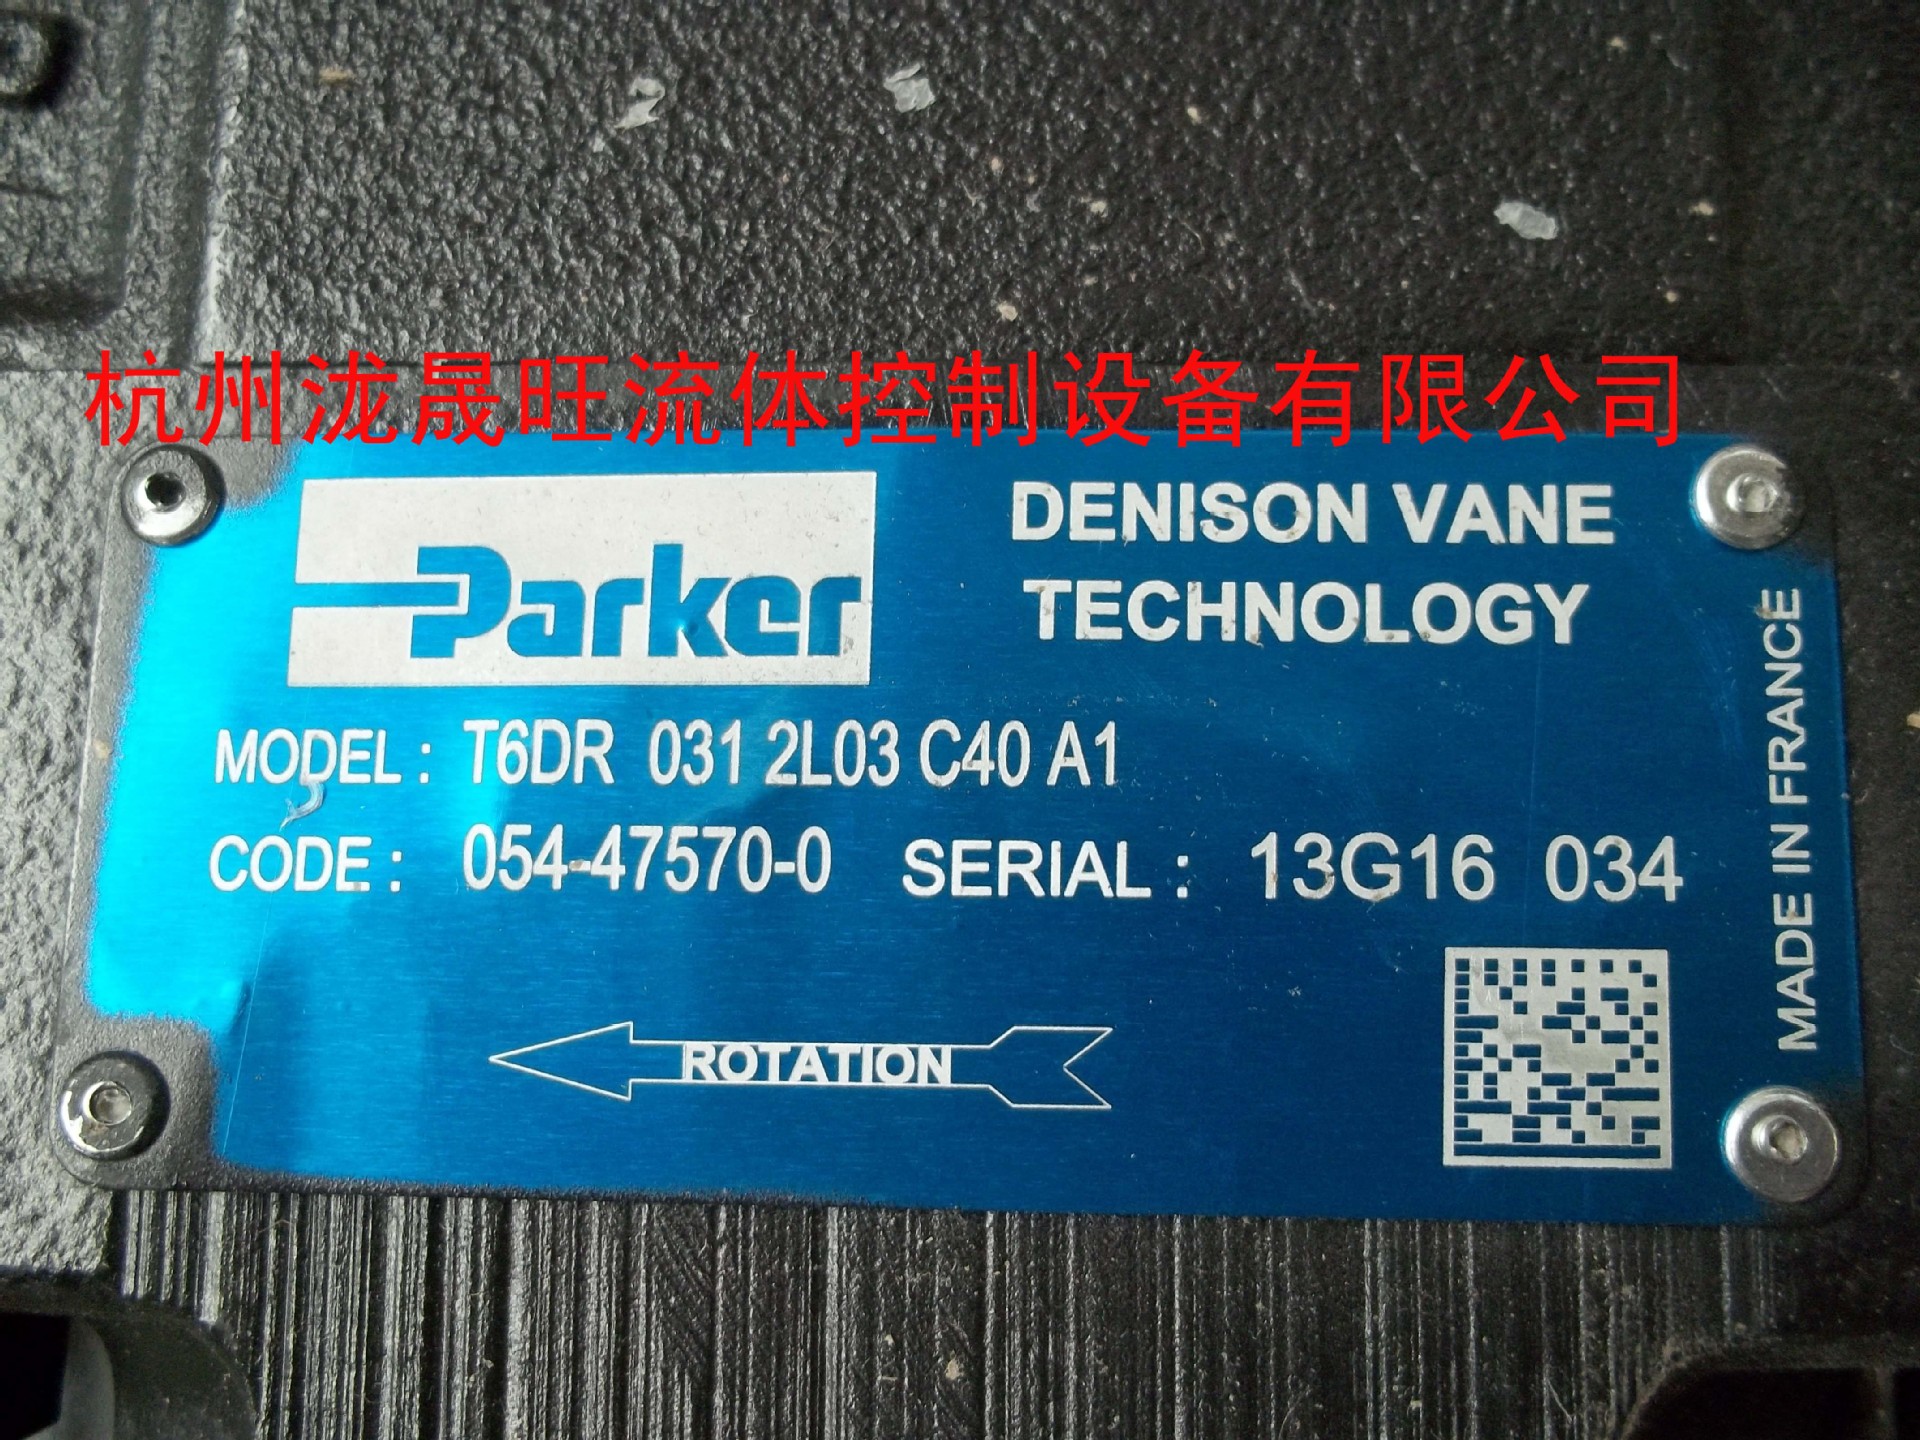 杭州泷晟旺流体控制设备有限公司
Parker
DENISON VANE
TECHNOLOGY
MODEL : T6DR 031 2L03 C40 A1
CODE : 054-47570-0 SERIAL : 13G16 034
ROTATION
MADE IN FRANCE